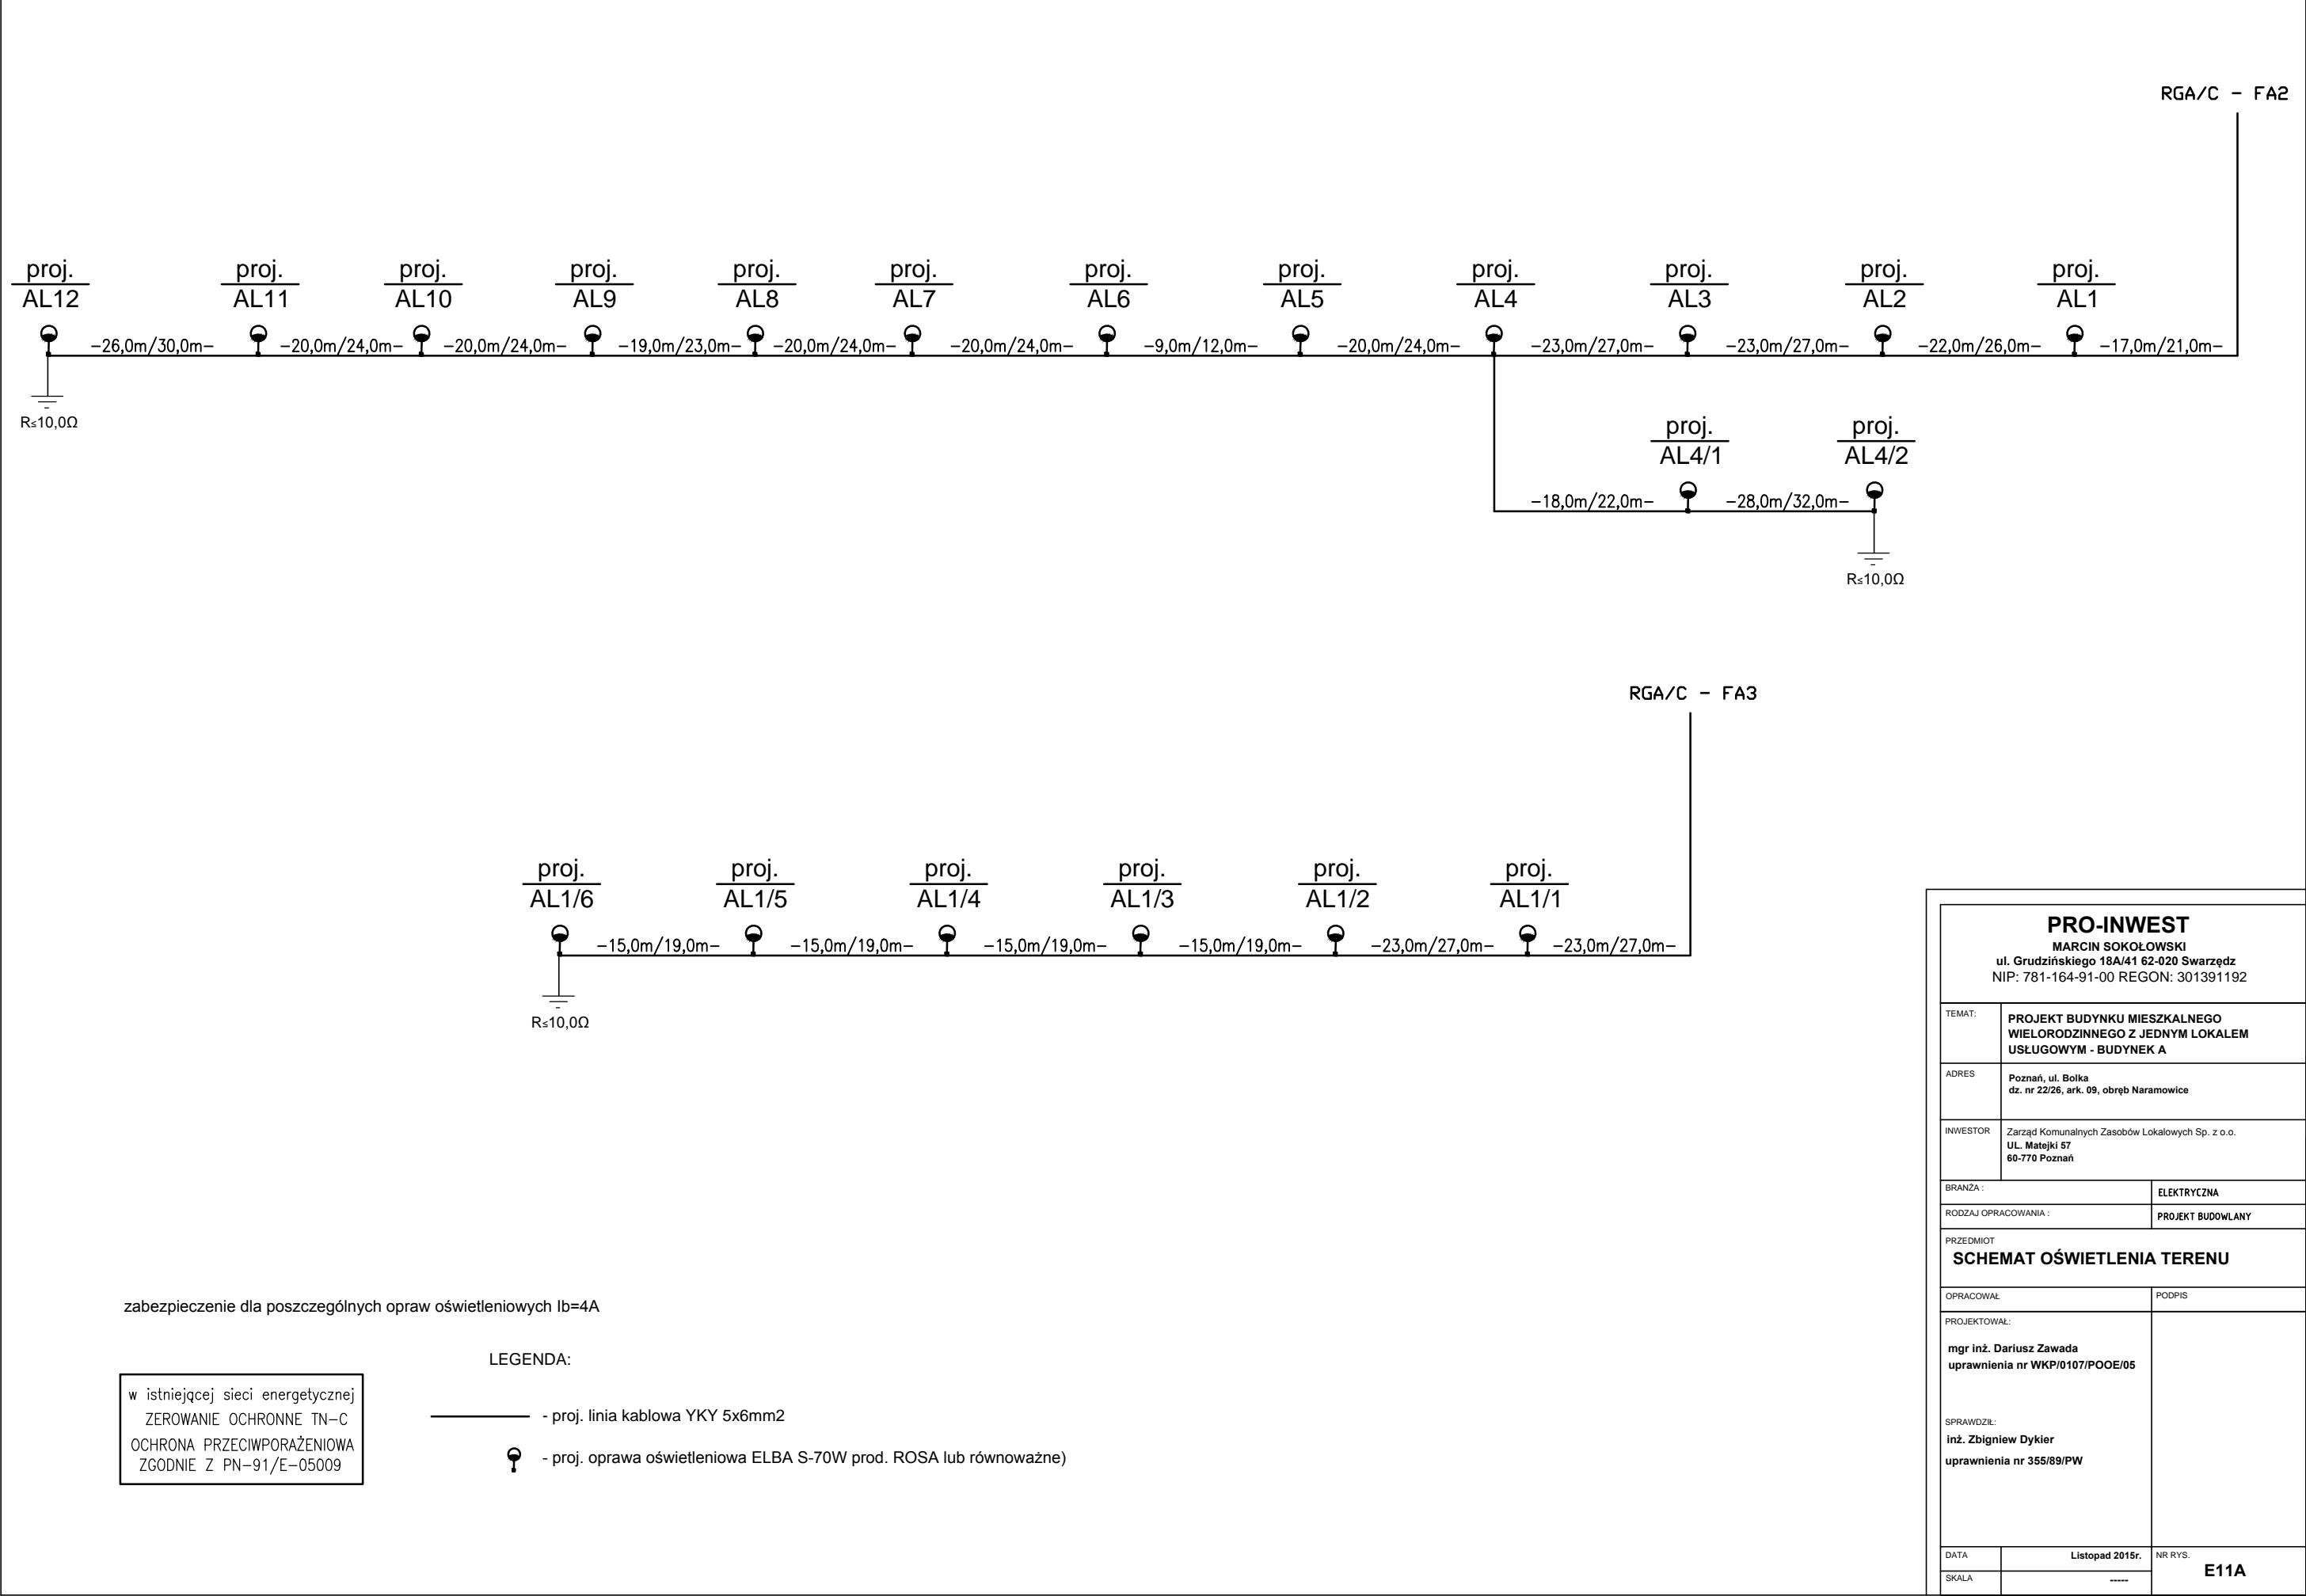 RGA/C - FA2
proj. proj. proj. proj. proj. proj. proj. proj. proj. proj. proj. proj.
AL12 AL11 AL10 AL9 AL8 AL7 AL6 AL5 AL4 AL3 AL2 AL1
-26,0m/30,0m- -20,0m/24,0m- -20,0m/24,0m- -19,0m/23,0m- -20,0m/24,0m- -20,0m/24,0m- -9,0m/12,0m- -20,0m/24,0m- -23,0m/27,0m- -23,0m/27,0m- -22,0m/26,0m- -17,0m/21,0m-
R≤10,0Ω
proj. proj.
AL4/1 AL4/2
-18,0m/22,0m- -28,0m/32,0m-
R≤10,0Ω
RGA/C - FA3
proj. proj. proj. proj. proj. proj.
AL1/6 AL1/5 AL1/4 AL1/3 AL1/2 AL1/1
-15,0m/19,0m- -15,0m/19,0m- -15,0m/19,0m- -15,0m/19,0m- -23,0m/27,0m- -23,0m/27,0m-
R≤10,0Ω
zabezpieczenie dla poszczególnych opraw oświetleniowych Ib=4A
LEGENDA:
w istniejącej sieci energetycznej
ZEROWANIE OCHRONNE TN-C
OCHRONA PRZECIWPORAŻENIOWA
ZGODNIE Z PN-91/E-05009
- proj. linia kablowa YKY 5x6mm2
- proj. oprawa oświetleniowa ELBA S-70W prod. ROSA lub równoważne)
PRO-INWEST
MARCIN SOKOŁOWSKI
ul. Grudzińskiego 18A/41 62-020 Swarzędz
NIP: 781-164-91-00 REGON: 301391192
TEMAT:
PROJEKT BUDYNKU MIESZKALNEGO
WIELORODZINNEGO Z JEDNYM LOKALEM
USŁUGOWYM - BUDYNEK A
ADRES
Poznań, ul. Bolka
dz. nr 22/26, ark. 09, obręb Naramowice
INWESTOR
Zarząd Komunalnych Zasobów Lokalowych Sp. z o.o.
UL. Matejki 57
60-770 Poznań
BRANŻA : ELEKTRYCZNA
RODZAJ OPRACOWANIA : PROJEKT BUDOWLANY
PRZEDMIOT
SCHEMAT OŚWIETLENIA TERENU
OPRACOWAŁ PODPIS
PROJEKTOWAŁ:
mgr inż. Dariusz Zawada
uprawnienia nr WKP/0107/POOE/05
SPRAWDZIŁ:
inż. Zbigniew Dykier
uprawnienia nr 355/89/PW
DATA Listopad 2015r. NR RYS.
E11A
SKALA -----